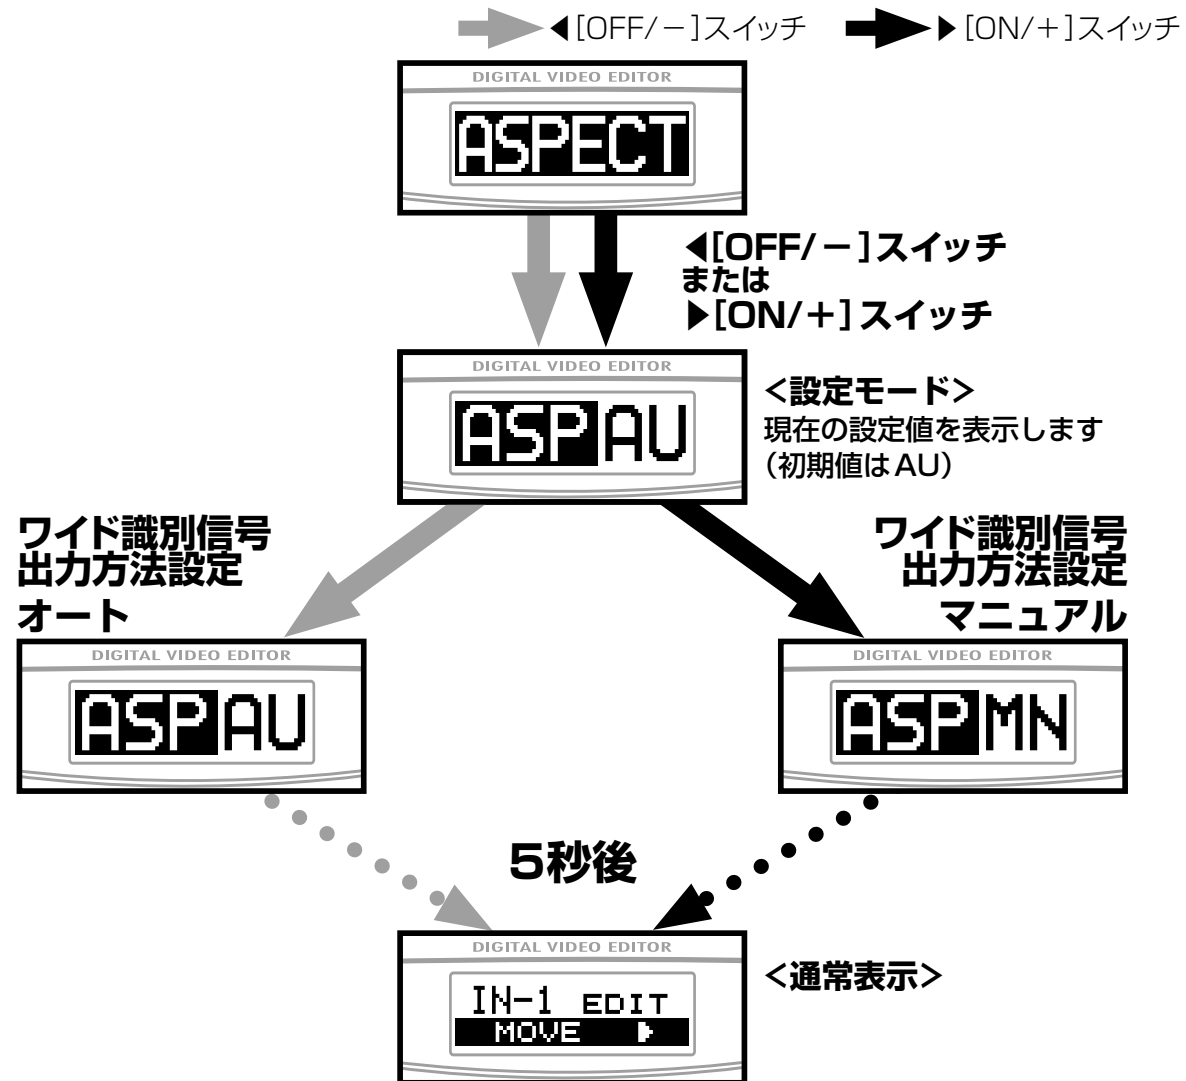 ◀[OFF/－]スイッチ ▶[ON/＋]スイッチ
DIGITAL VIDEO EDITOR
ASPECT
◀[OFF/－]スイッチ
または
▶[ON/＋]スイッチ
DIGITAL VIDEO EDITOR
ASP AU
＜設定モード＞
現在の設定値を表示します
（初期値はAU）
ワイド識別信号
出力方法設定
オート
DIGITAL VIDEO EDITOR
ASP AU
ワイド識別信号
出力方法設定
マニュアル
DIGITAL VIDEO EDITOR
ASP MN
5秒後
DIGITAL VIDEO EDITOR
IN-1 EDIT
MOVE ▶
＜通常表示＞